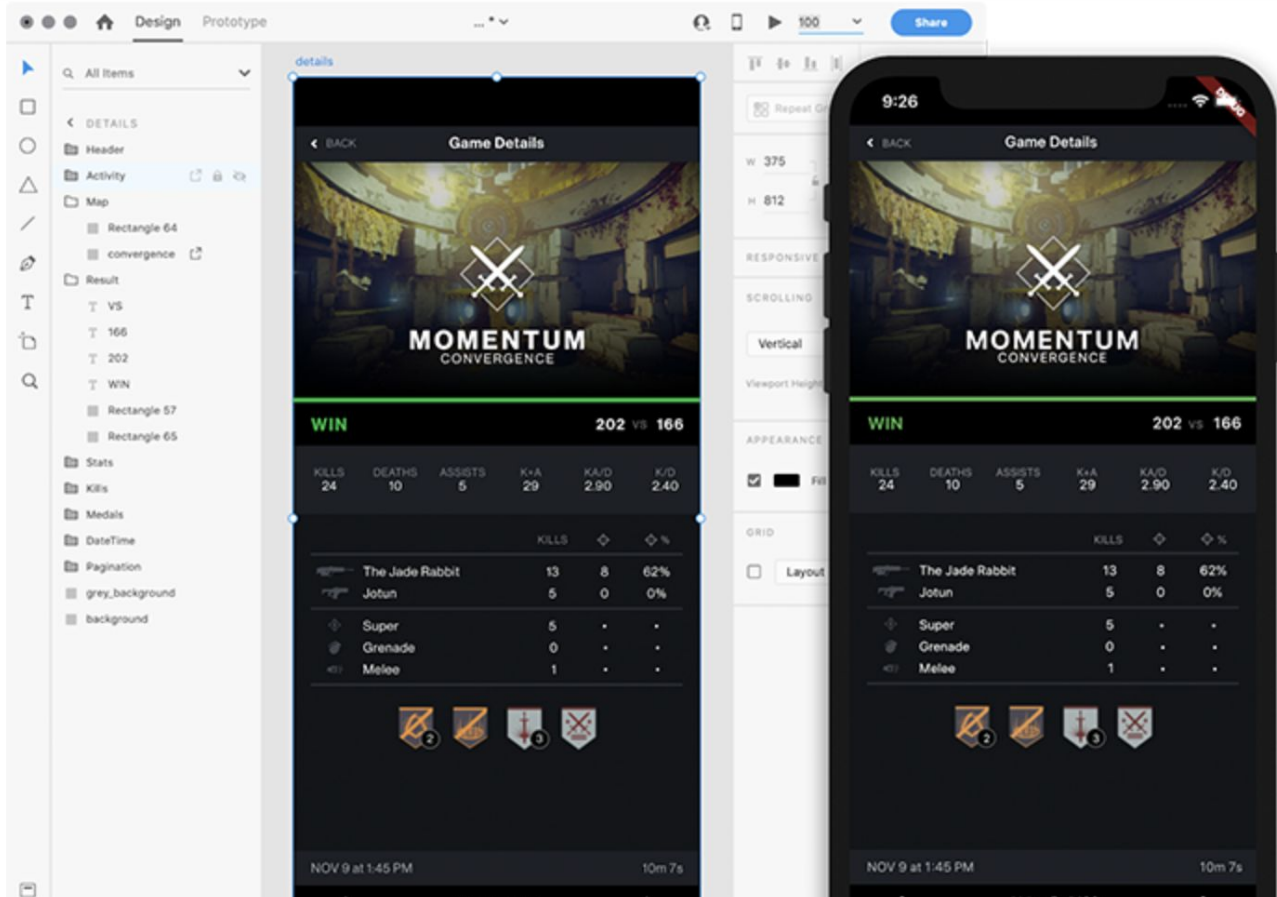 Design Prototype ... * 100 Share
All Items
DETAILS
Header
Activity
Map
Rectangle 64
convergence
Result
VS
166
202
WIN
Rectangle 57
Rectangle 65
Stats
Kills
Medals
DateTime
Pagination
grey_background
background
details
BACK Game Details
MOMENTUM
CONVERGENCE
WIN 202 VS 166
KILLS DEATHS ASSISTS K+A KA/D K/D
24 10 5 29 2.90 2.40
KILLS %
The Jade Rabbit 13 8 62%
Jotun 5 0 0%
Super 5 • •
Grenade 0 • •
Melee 1 • •
2 3
NOV 9 at 1:45 PM 10m 7s
Repeat Gr
W 375
H 812
RESPONSIVE
SCROLLING
Vertical
Viewport Height
APPEARANCE
Fill
GRID
Layout
9:26
BACK Game Details
MOMENTUM
CONVERGENCE
WIN 202 VS 166
KILLS DEATHS ASSISTS K+A KA/D K/D
24 10 5 29 2.90 2.40
KILLS %
The Jade Rabbit 13 8 62%
Jotun 5 0 0%
Super 5 • •
Grenade 0 • •
Melee 1 • •
2 3
NOV 9 at 1:45 PM 10m 7s